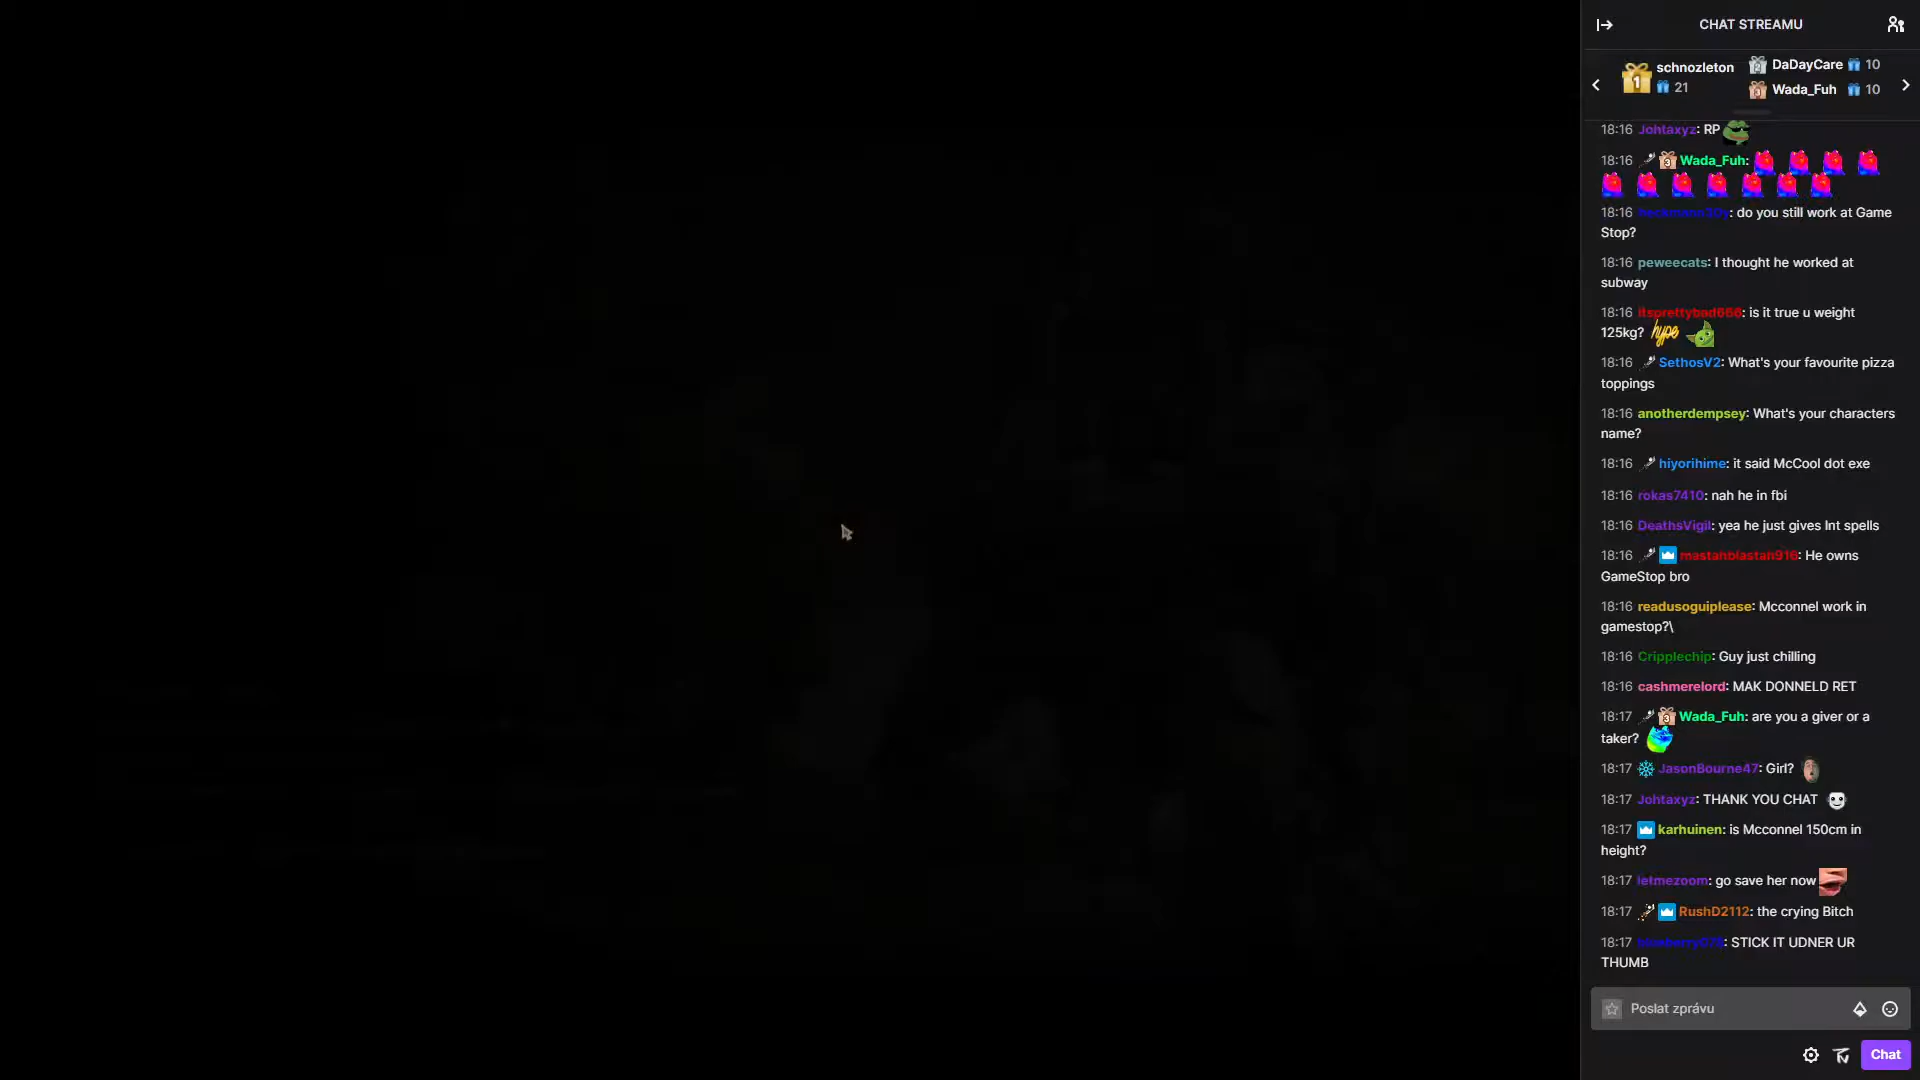 CHAT STREAMU
schnozleton
21
DaDayCare 10
Wada_Fuh 10
18:16 Johtaxyz: RP
18:16 Wada_Fuh:
18:16 : do you still work at Game
Stop?
18:16 peweecats: I thought he worked at
subway
18:16 itsprettybad666: is it true u weight
125kg? hype
18:16 SethosV2: What's your favourite pizza
toppings
18:16 anotherdempsey: What's your characters
name?
18:16 hiyorihime: it said McCool dot exe
18:16 rokas7410: nah he in fbi
18:16 DeathsVigil: yea he just gives Int spells
18:16 mastahblastah916: He owns
GameStop bro
18:16 readusoguiplease: Mcconnel work in
gamestop?\
18:16 Cripplechip: Guy just chilling
18:16 cashmerelord: MAK DONNELD RET
18:17 Wada_Fuh: are you a giver or a
taker?
18:17 JasonBourne47: Girl?
18:17 Johtaxyz: THANK YOU CHAT
18:17 karhuinen: is Mcconnel 150cm in
height?
18:17 letmezoom: go save her now
18:17 RushD2112: the crying Bitch
18:17 : STICK IT UDNER UR
THUMB
Poslat zprávu
Chat